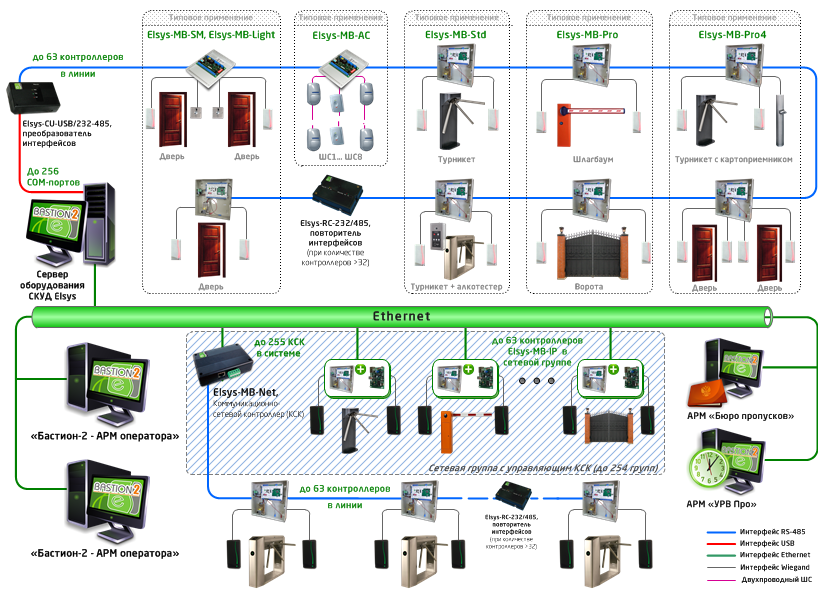 Типовое применение
Elsys-MB-SM, Elsys-MB-Light
Типовое применение
Elsys-MB-AC
Типовое применение
Elsys-MB-Std
Типовое применение
Elsys-MB-Pro
Типовое применение
Elsys-MB-Pro4
до 63 контроллеров
в линии
Elsys-CU-USB/232-485,
преобразователь
интерфейсов
Дверь
Дверь
ШС1... ШС8
Турникет
Шлагбаум
Турникет с картоприемником
До 256
COM-портов
BASTION2
Сервер
оборудования
СКУД Elsys
Дверь
Elsys-RC-232/485,
повторитель
интерфейсов
(при количестве
контроллеров >32)
Турникет + алкотестер
Ворота
Дверь
Дверь
Ethernet
до 255 КСК
в системе
до 63 контроллеров
Elsys-MB-IP в
сетевой группе
Elsys-MB-Net,
Коммуникационно-
сетевой контроллер (КСК)
Сетевая группа с управляющим КСК (до 254 групп)
BASTION2
«Бастион-2 - АРМ оператора»
BASTION2
«Бастион-2 - АРМ оператора»
BASTION2
АРМ «Бюро пропусков»
АРМ «УРВ Про»
до 63 контроллеров
в линии
Elsys-RC-232/485,
повторитель
интерфейсов
(при количестве
контроллеров >32)
Интерфейс RS-485
Интерфейс USB
Интерфейс Ethernet
Интерфейс Wiegand
Двухпроводный ШС